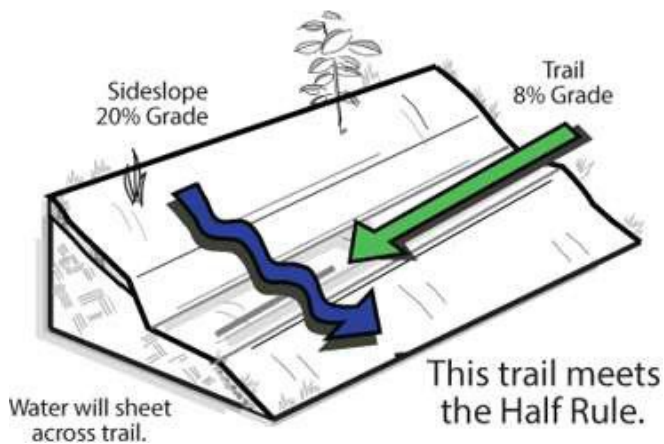 Sideslope
20% Grade
Trail
8% Grade
This trail meets
the Half Rule.
Water will sheet
across trail.